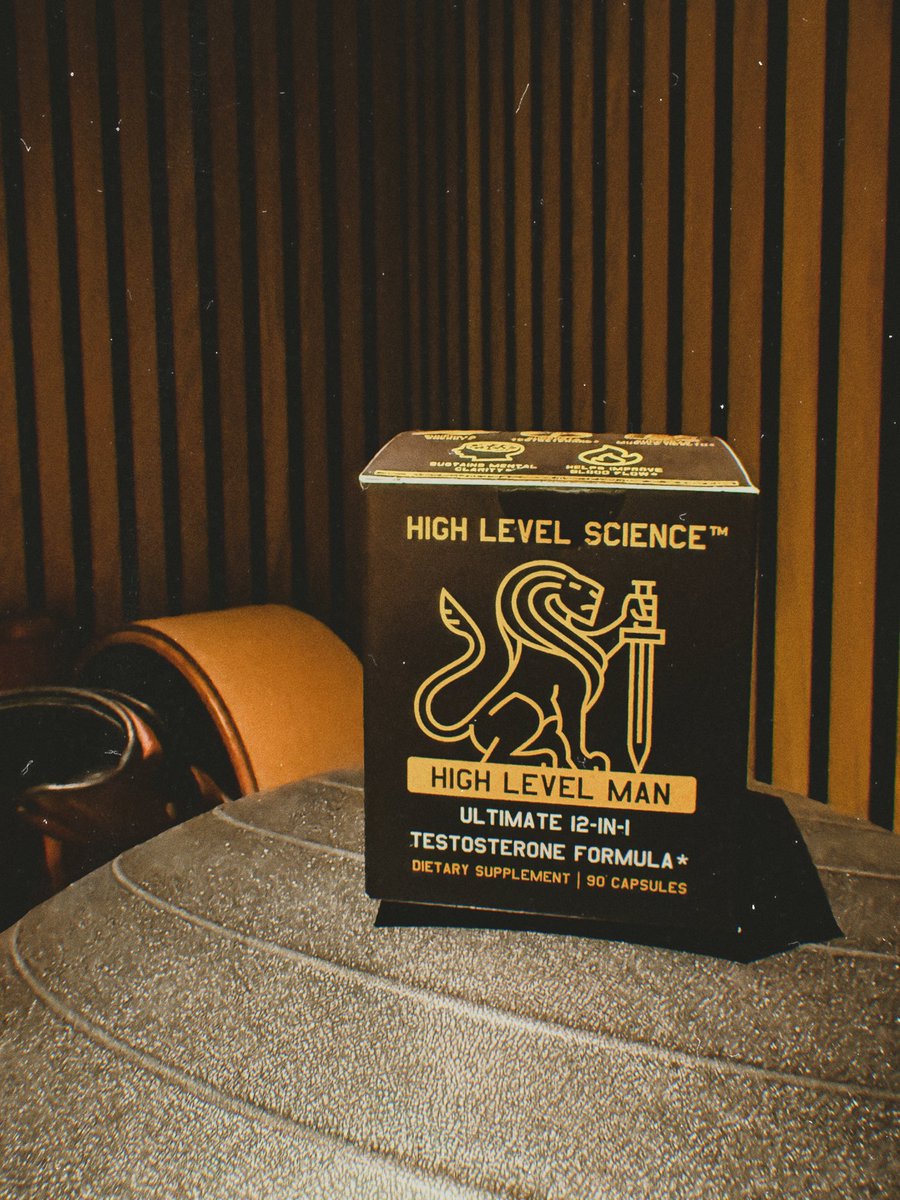 SUSTAINS MENTAL
CLARITY*
HELPS IMPROVE
BLOOD FLOW*
HIGH LEVEL SCIENCE™
HIGH LEVEL MAN
ULTIMATE 12-IN-1
TESTOSTERONE FORMULA*
DIETARY SUPPLEMENT | 90 CAPSULES